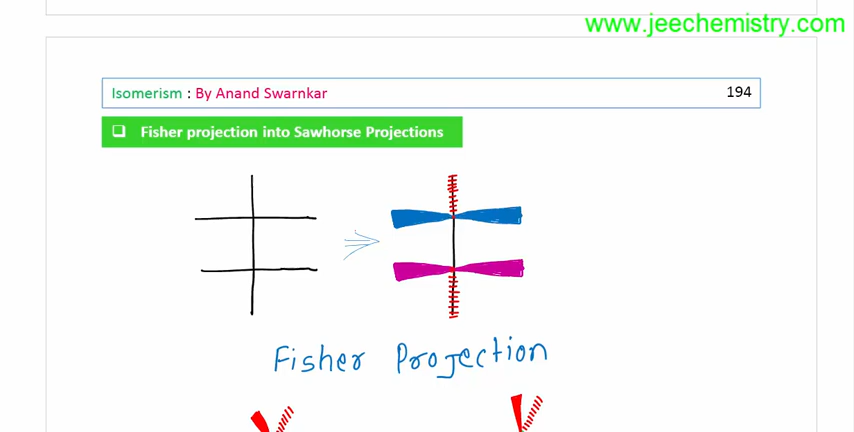 www.jeechemistry.com
Isomerism : By Anand Swarnkar 194
Fisher projection into Sawhorse Projections
Fisher Projection